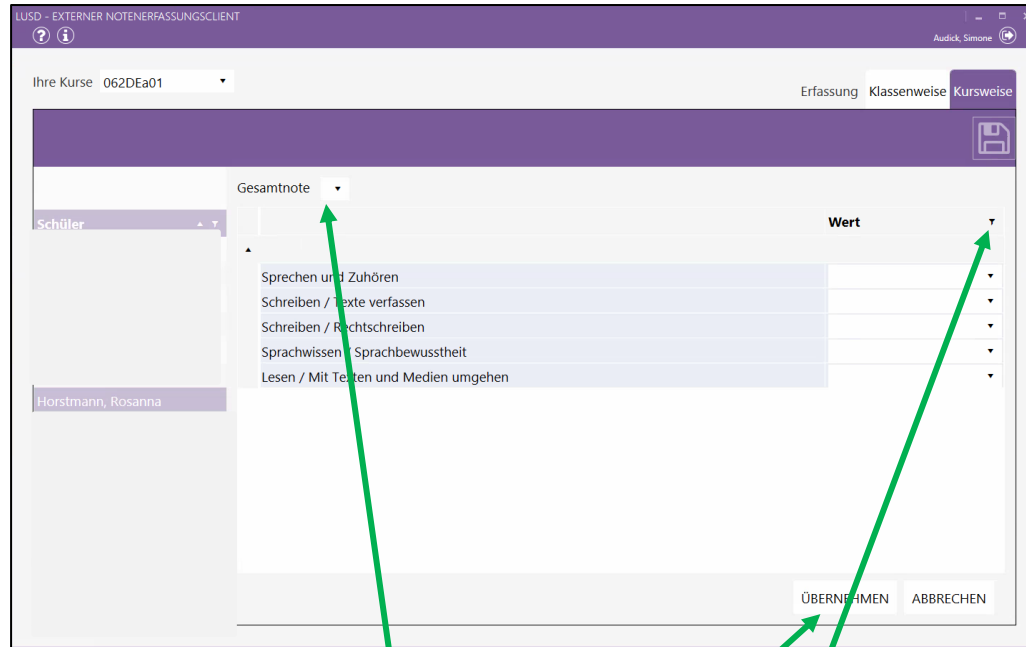 LUSD - EXTERNER NOTENERFASSUNGSCLIENT
Audick, Simone
Ihre Kurse 062DEa01
Erfassung Klassenweise Kursweise
Gesamtnote
Schüler
Wert
Sprechen und Zuhören
Schreiben / Texte verfassen
Schreiben / Rechtschreiben
Sprachwissen / Sprachbewusstheit
Lesen / Mit Texten und Medien umgehen
Horstmann, Rosanna
ÜBERNEHMEN ABBRECHEN